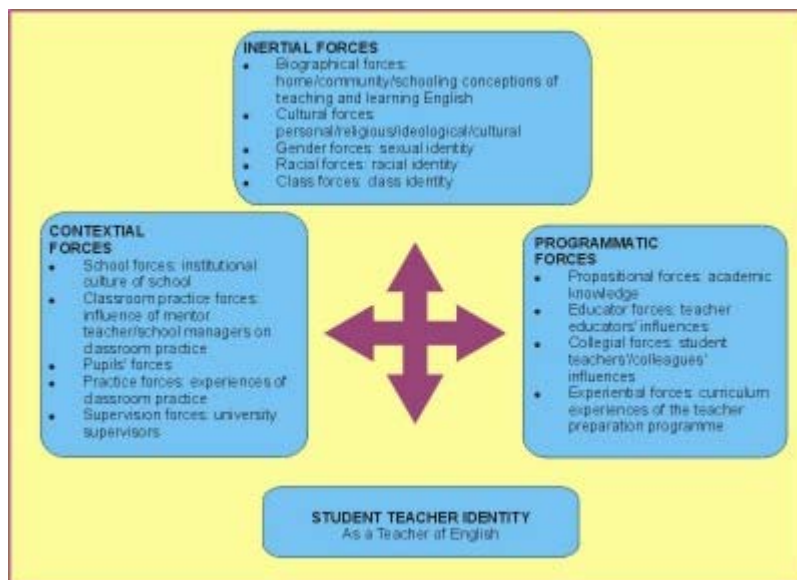 INERTIAL FORCES
• Biographical forces:
home/community/schooling conceptions of
teaching and learning English
• Cultural forces:
personal/religious/ideological/cultural
• Gender forces: sexual identity
• Racial forces: racial identity
• Class forces: class identity
CONTEXTIAL
FORCES
• School forces: institutional
culture of school
• Classroom practice forces:
influence of mentor
teacher/school managers on
classroom practice
• Pupils' forces
• Practice forces: experiences of
classroom practice
• Supervision forces: university
supervisors
PROGRAMMATIC
FORCES
• Propositional forces: academic
knowledge
• Educator forces: teacher
educators' influences
• Collegial forces: student
teachers'/colleagues'
influences
• Experiential forces: curriculum
experiences of the teacher
preparation programme
STUDENT TEACHER IDENTITY
As a Teacher of English